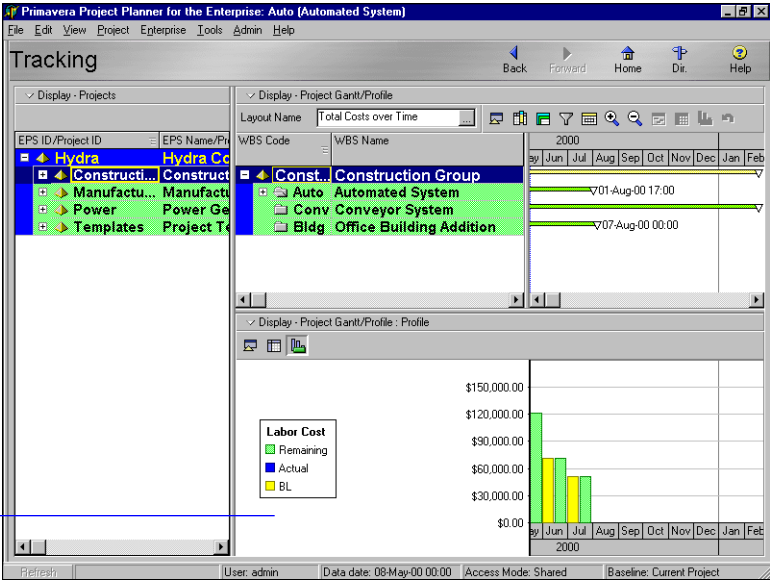 Primavera Project Planner for the Enterprise: Auto (Automated System)
File Edit View Project Enterprise Tools Admin Help
Tracking
Back Forward Home Dir. Help
Display - Projects
Display - Project Gantt/Profile
Layout Name Total Costs over Time ...
EPS ID/Project ID EPS Name/Pro
WBS Code WBS Name
2000
ay Jun Jul Aug Sep Oct Nov Dec Jan Feb
Hydra Hydra Co
Constructi... Construct
Manufactu... Manufactu
Power Power Ge
Templates Project Te
Const... Construction Group
Auto Automated System
Conv Conveyor System
Bldg Office Building Addition
01-Aug-00 17:00
07-Aug-00 00:00
Display - Project Gantt/Profile : Profile
Labor Cost
Remaining
Actual
BL
$150,000.00
$120,000.00
$90,000.00
$60,000.00
$30,000.00
$0.00
ay Jun Jul Aug Sep Oct Nov Dec Jan Feb
2000
Refresh User: admin Data date: 08-May-00 00:00 Access Mode: Shared Baseline: Current Project